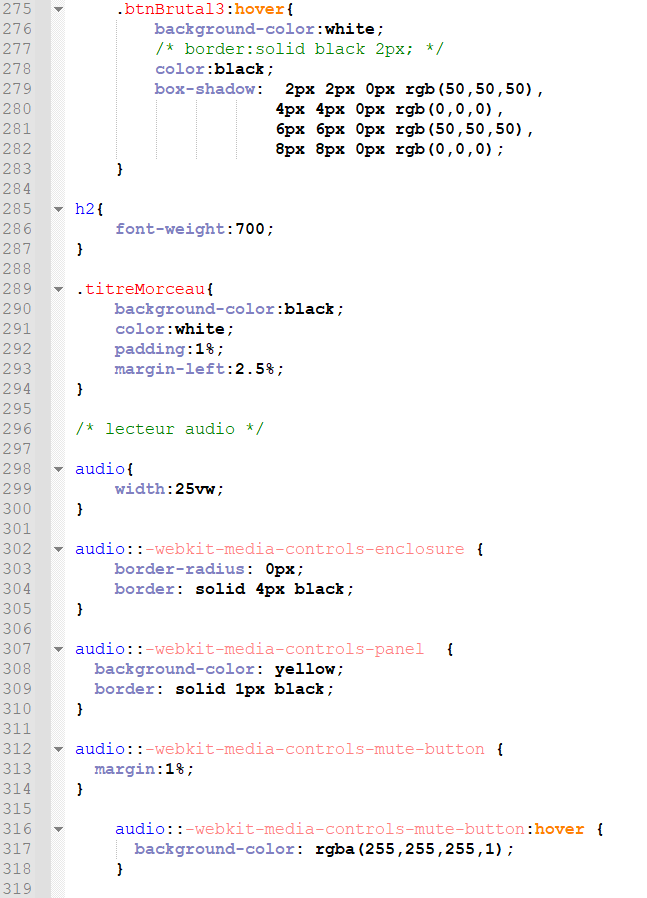 275 .btnBrutal3:hover{
276 background-color:white;
277 /* border:solid black 2px; */
278 color:black;
279 box-shadow:  2px 2px 0px rgb(50,50,50),
280 4px 4px 0px rgb(0,0,0),
281 6px 6px 0px rgb(50,50,50),
282 8px 8px 0px rgb(0,0,0);
283 }
284
285 h2{
286 font-weight:700;
287 }
288
289 .titreMorceau{
290 background-color:black;
291 color:white;
292 padding:1%;
293 margin-left:2.5%;
294 }
295
296 /* lecteur audio */
297
298 audio{
299 width:25vw;
300 }
301
302 audio::-webkit-media-controls-enclosure {
303 border-radius: 0px;
304 border: solid 4px black;
305 }
306
307 audio::-webkit-media-controls-panel  {
308 background-color: yellow;
309 border: solid 1px black;
310 }
311
312 audio::-webkit-media-controls-mute-button {
313 margin:1%;
314 }
315
316 audio::-webkit-media-controls-mute-button:hover {
317 background-color: rgba(255,255,255,1);
318 }
319